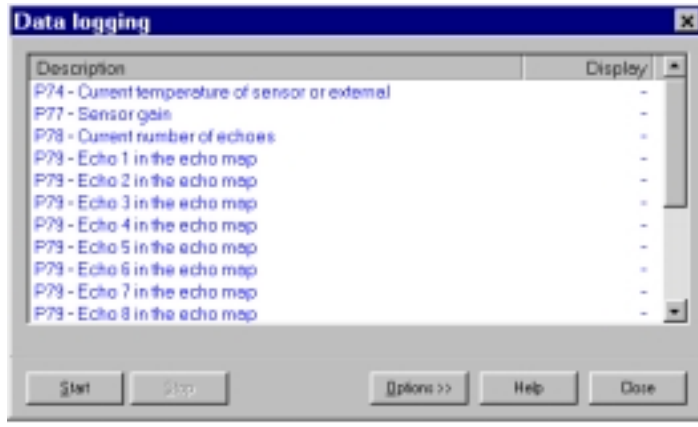 Data logging
Description Display
P74 - Current temperature of sensor or external -
P77 - Sensor gain -
P78 - Current number of echoes -
P79 - Echo 1 in the echo map -
P79 - Echo 2 in the echo map -
P79 - Echo 3 in the echo map -
P79 - Echo 4 in the echo map -
P79 - Echo 5 in the echo map -
P79 - Echo 6 in the echo map -
P79 - Echo 7 in the echo map -
P79 - Echo 8 in the echo map -
Start Stop Options >> Help Close